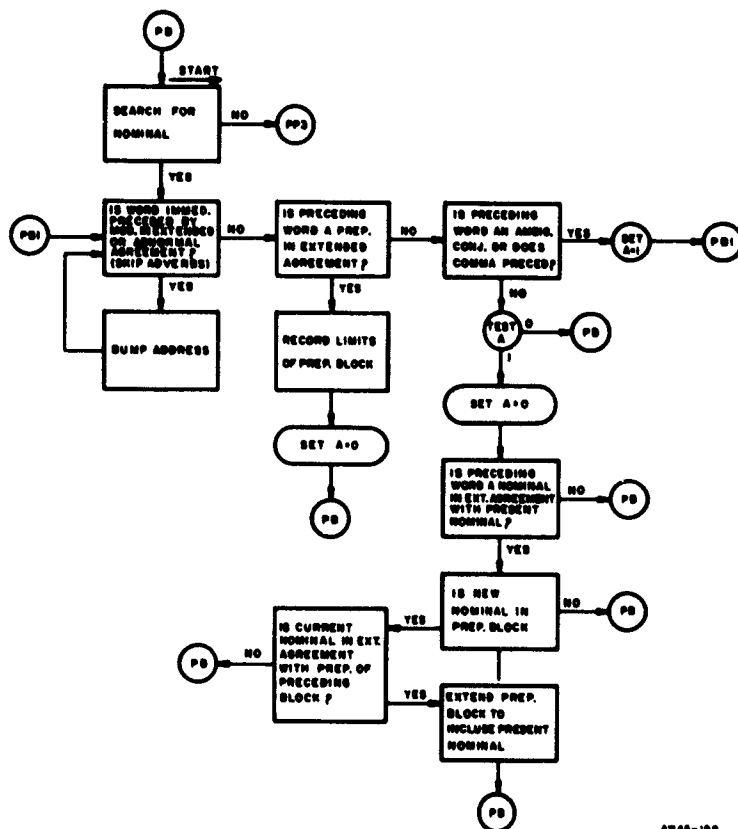 PB
START
SEARCH FOR
NOMINAL
NO
PP3
YES
PB1
IS WORD IMMED.
PRECEDED BY
MOD. IN EXTENDED
OR ABNORMAL
AGREEMENT?
(SKIP ADVERBS)
NO
IS PRECEDING
WORD A PREP.
IN EXTENDED
AGREEMENT?
NO
IS PRECEDING
WORD AN AMBIG.
CONJ. OR DOES
COMMA PRECED?
YES
SET
A=1
PB1
YES
BUMP ADDRESS
YES
RECORD LIMITS
OF PREP. BLOCK
SET A=0
PB
NO
TEST
A
0
PB
1
SET A=0
IS PRECEDING
WORD A NOMINAL
IN EXT. AGREEMENT
WITH PRESENT
NOMINAL?
NO
PB
YES
IS NEW
NOMINAL IN
PREP. BLOCK
NO
PB
YES
IS CURRENT
NOMINAL IN EXT.
AGREEMENT
WITH PREP. OF
PRECEDING
BLOCK?
NO
PB
YES
EXTEND PREP.
BLOCK TO
INCLUDE PRESENT
NOMINAL
PB